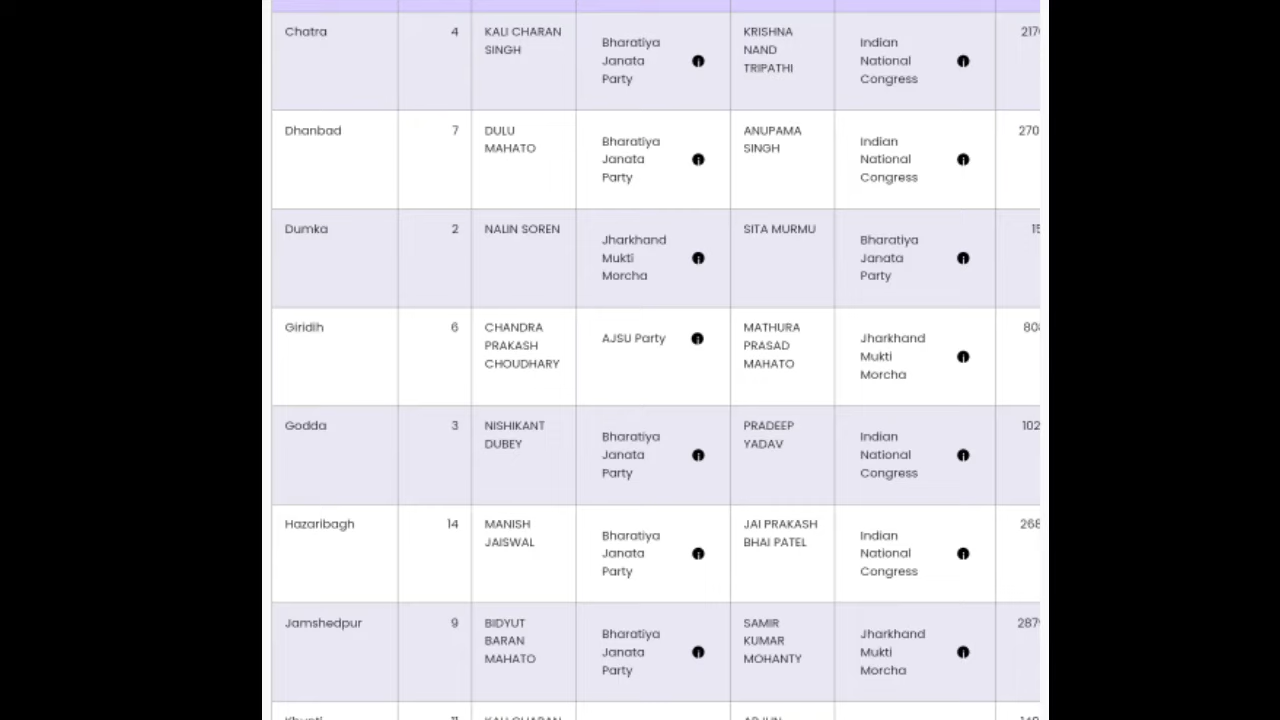 Chatra 4 KALI CHARAN SINGH Bharatiya Janata Party KRISHNA NAND TRIPATHI Indian National Congress
Dhanbad 7 DULU MAHATO Bharatiya Janata Party ANUPAMA SINGH Indian National Congress
Dumka 2 NALIN SOREN Jharkhand Mukti Morcha SITA MURMU Bharatiya Janata Party
Giridih 6 CHANDRA PRAKASH CHOUDHARY AJSU Party MATHURA PRASAD MAHATO Jharkhand Mukti Morcha
Godda 3 NISHIKANT DUBEY Bharatiya Janata Party PRADEEP YADAV Indian National Congress
Hazaribagh 14 MANISH JAISWAL Bharatiya Janata Party JAI PRAKASH BHAI PATEL Indian National Congress
Jamshedpur 9 BIDYUT BARAN MAHATO Bharatiya Janata Party SAMIR KUMAR MOHANTY Jharkhand Mukti Morcha